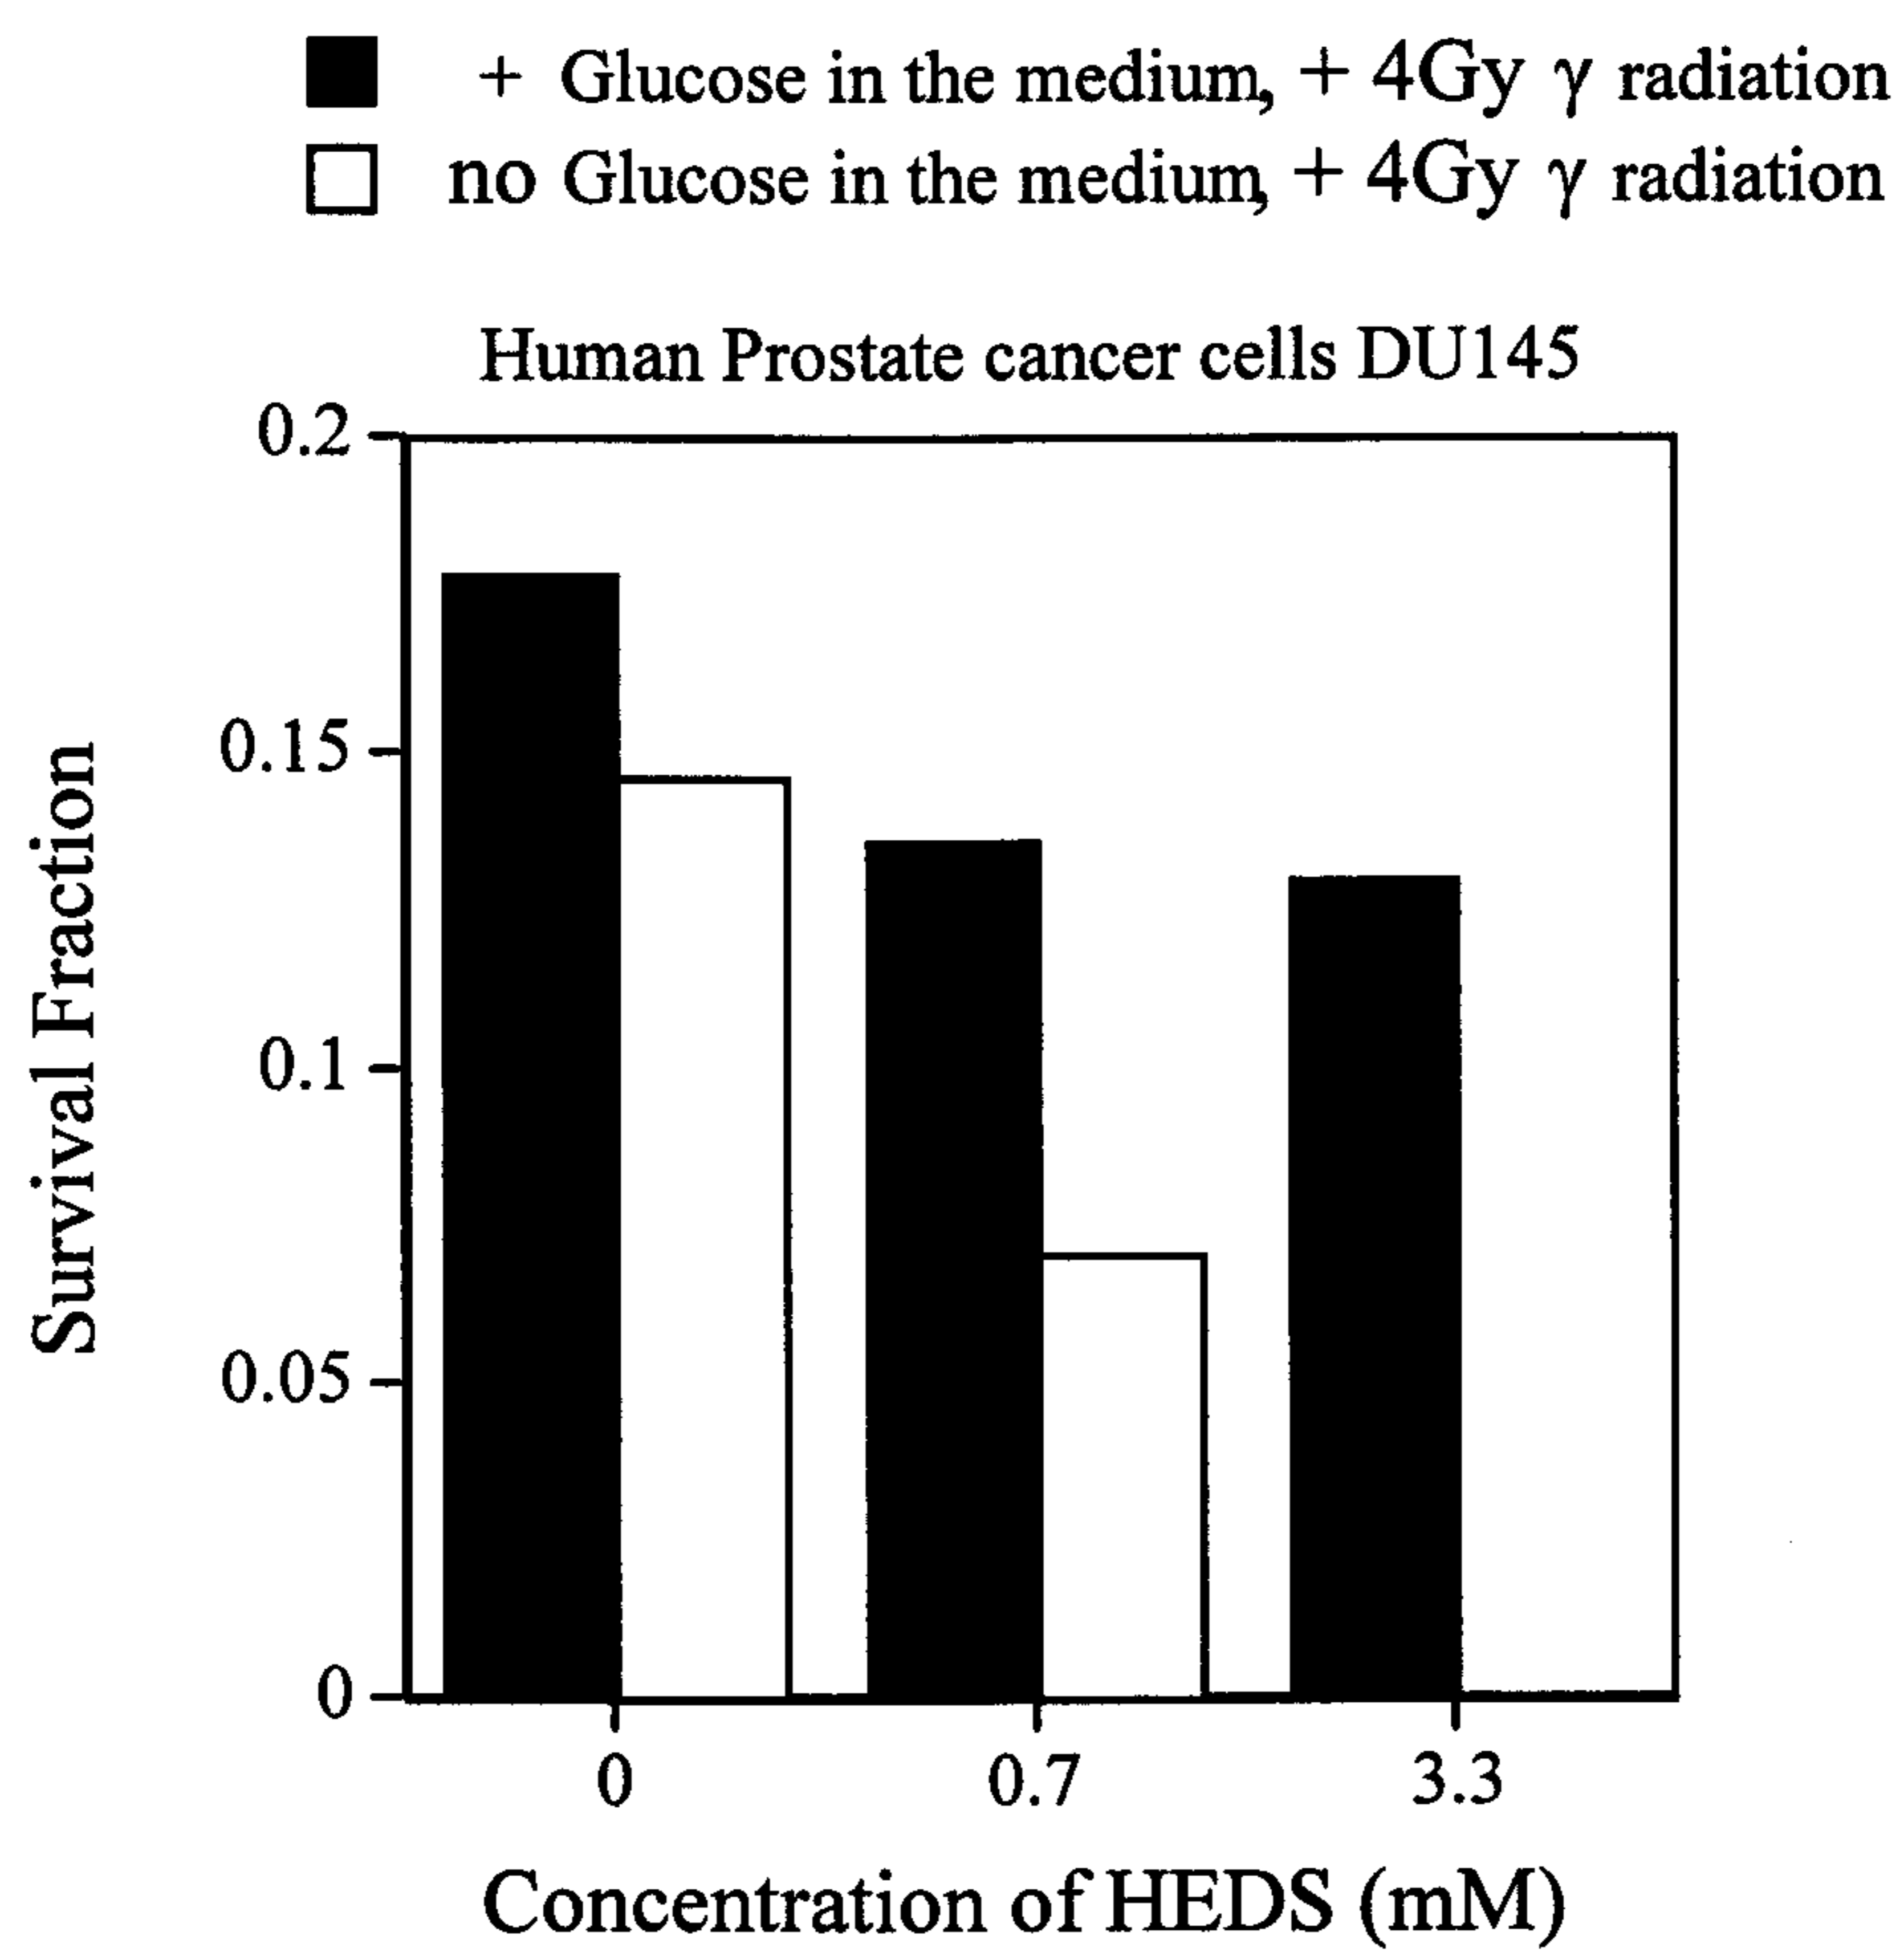 + Glucose in the medium, + 4Gy γ radiation
no Glucose in the medium, + 4Gy γ radiation
Human Prostate cancer cells DU145
0.2
0.15
0.1
0.05
0
Survival Fraction
0 0.7 3.3
Concentration of HEDS (mM)